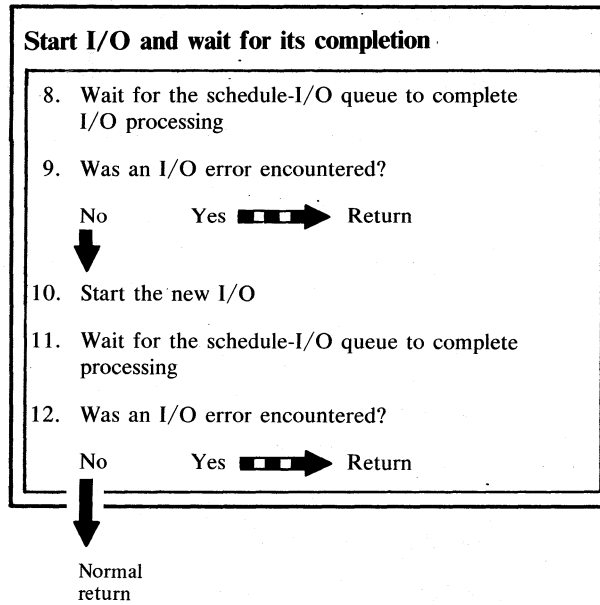 Start I/O and wait for its completion
8. Wait for the schedule-I/O queue to complete
I/O processing
9. Was an I/O error encountered?
No Yes Return
10. Start the new I/O
11. Wait for the schedule-I/O queue to complete
processing
12. Was an I/O error encountered?
No Yes Return
Normal
return